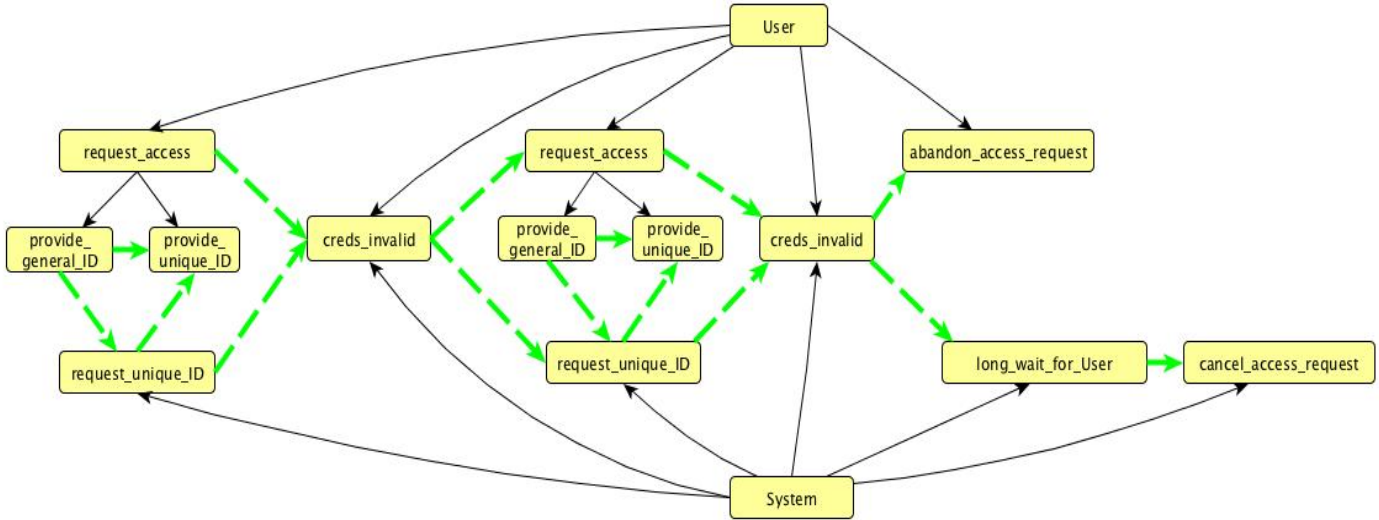 User
request_access
request_access
abandon_access_request
provide_
general_ID
provide_
unique_ID
creds_invalid
provide_
general_ID
provide_
unique_ID
creds_invalid
request_unique_ID
request_unique_ID
long_wait_for_User
cancel_access_request
System